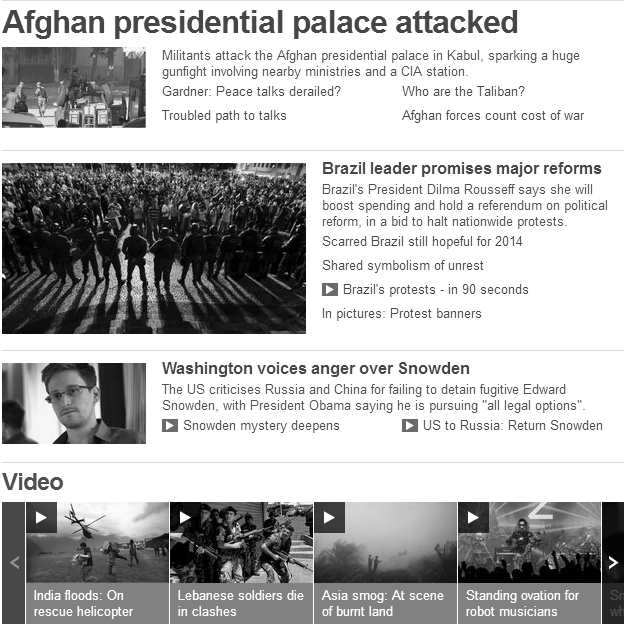 Afghan presidential palace attacked
Militants attack the Afghan presidential palace in Kabul, sparking a huge
gunfight involving nearby ministries and a CIA station.
Gardner: Peace talks derailed?
Who are the Taliban?
Troubled path to talks
Afghan forces count cost of war
Brazil leader promises major reforms
Brazil's President Dilma Rousseff says she will
boost spending and hold a referendum on political
reform, in a bid to halt nationwide protests.
Scarred Brazil still hopeful for 2014
Shared symbolism of unrest
Brazil's protests - in 90 seconds
In pictures: Protest banners
Washington voices anger over Snowden
The US criticises Russia and China for failing to detain fugitive Edward
Snowden, with President Obama saying he is pursuing "all legal options".
Snowden mystery deepens
US to Russia: Return Snowden
Video
India floods: On
rescue helicopter
Lebanese soldiers die
in clashes
Asia smog: At scene
of burnt land
Standing ovation for
robot musicians